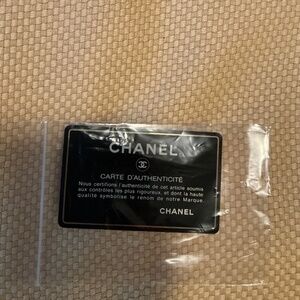 CHANEL
CARTE D'AUTHENTICITÉ
Nous certifions l'authenticité de cet article soumis
aux contrôles les plus rigoureux, et dont la haute
qualité symbolise le renom de notre Marque.
CHANEL